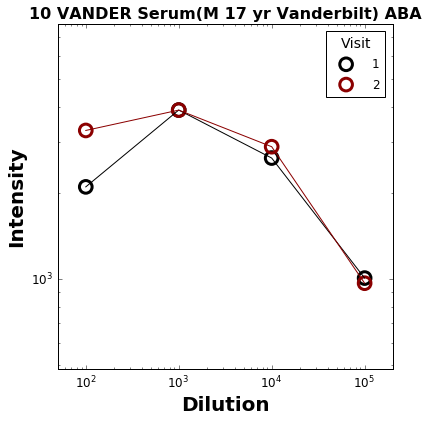 10 VANDER Serum(M 17 yr Vanderbilt) ABA
Visit
1
2
Intensity
10³
10² 10³ 10⁴ 10⁵
Dilution